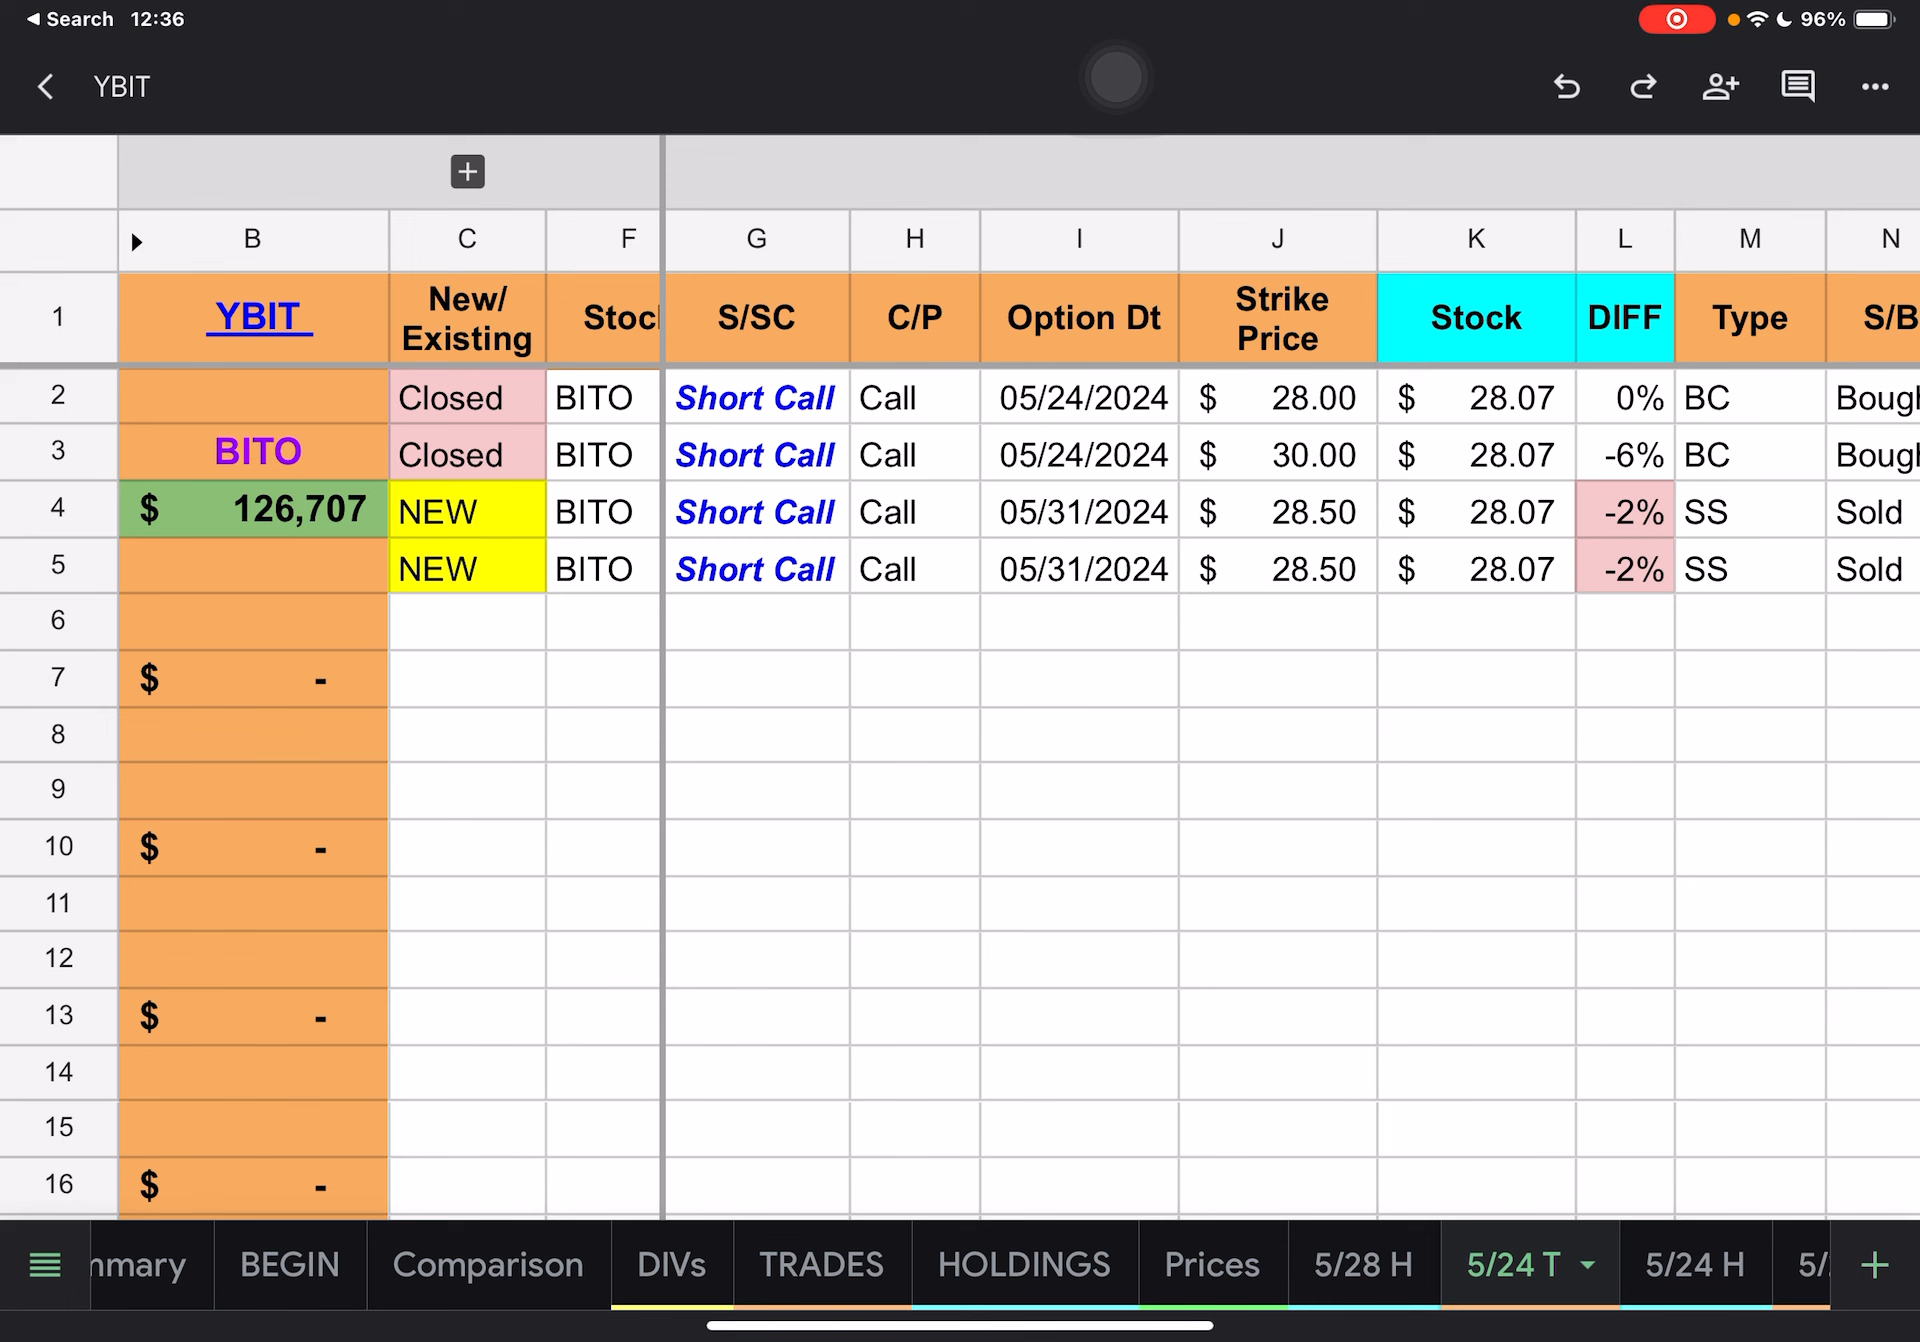 Search 12:36 96%
YBIT
B C F G H I J K L M N
1 YBIT New/ Existing Stoc S/SC C/P Option Dt Strike Price Stock DIFF Type S/B
2 Closed BITO Short Call Call 05/24/2024 $ 28.00 $ 28.07 0% BC Bough
3 BITO Closed BITO Short Call Call 05/24/2024 $ 30.00 $ 28.07 -6% BC Bough
4 $ 126,707 NEW BITO Short Call Call 05/31/2024 $ 28.50 $ 28.07 -2% SS Sold
5 NEW BITO Short Call Call 05/31/2024 $ 28.50 $ 28.07 -2% SS Sold
6
7 $ -
8
9
10 $ -
11
12
13 $ -
14
15
16 $ -
nmary BEGIN Comparison DIVs TRADES HOLDINGS Prices 5/28 H 5/24 T 5/24 H 5/